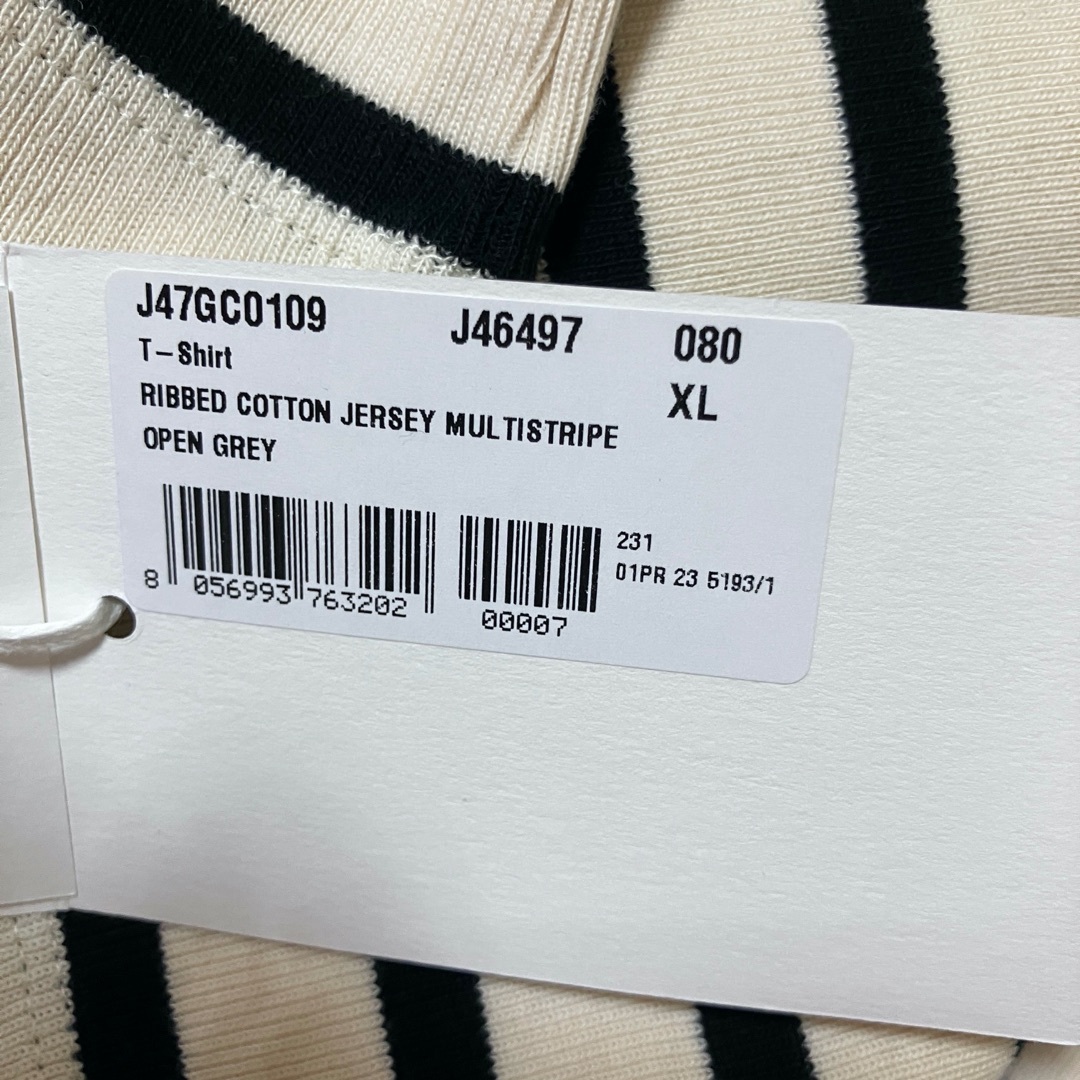 J47GC0109 J46497 080
T-Shirt XL
RIBBED COTTON JERSEY MULTISTRIPE
OPEN GREY
231
01PR 23 5193/1
8 056993 763202 00007